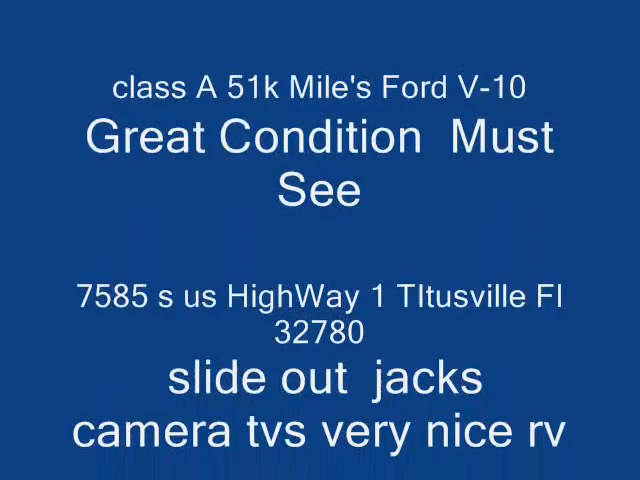 class A 51k Mile's Ford V-10
Great Condition  Must
See
7585 s us HighWay 1 TItusville Fl
32780
slide out  jacks
camera tvs very nice rv